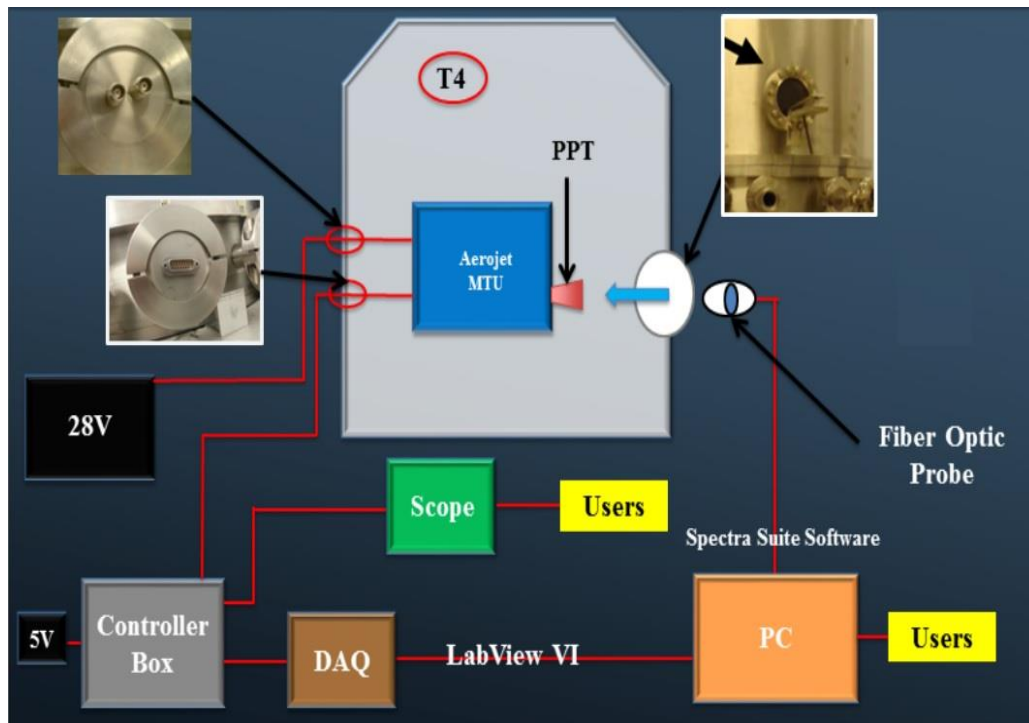 T4
PPT
Aerojet
MTU
28V
Fiber Optic
Probe
Scope
Users
Spectra Suite Software
5V
Controller
Box
DAQ
LabView VI
PC
Users